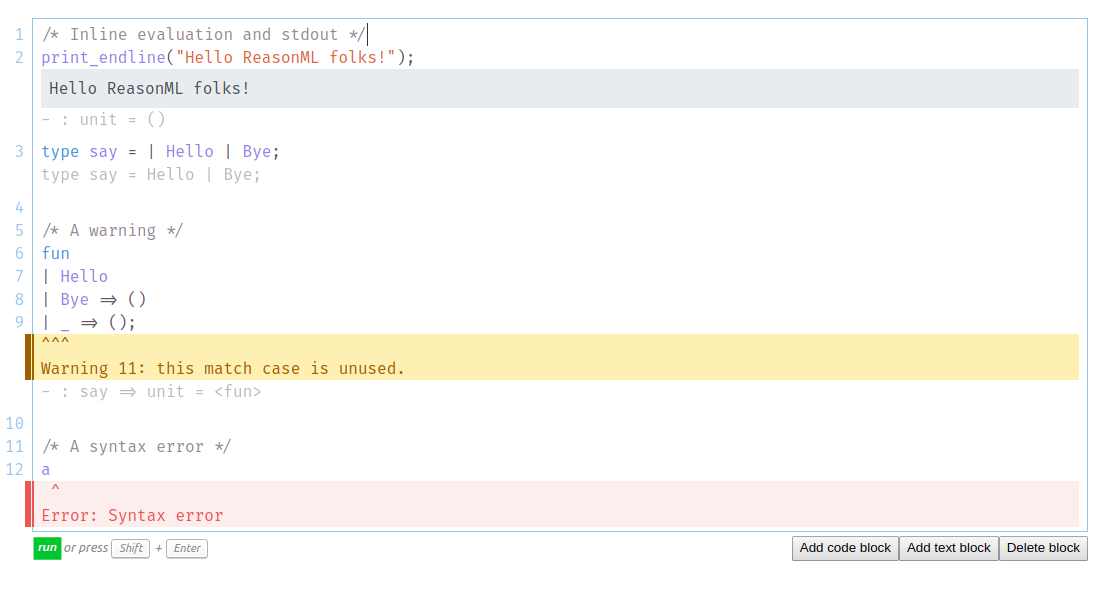 1 /* Inline evaluation and stdout */
2 print_endline("Hello ReasonML folks!");
Hello ReasonML folks!
- : unit = ()
3 type say = | Hello | Bye;
type say = Hello | Bye;
4
5 /* A warning */
6 fun
7 | Hello
8 | Bye => ()
9 | _ => ();
^^^
Warning 11: this match case is unused.
- : say => unit = <fun>
10
11 /* A syntax error */
12 a
^
Error: Syntax error
run or press Shift + Enter Add code block Add text block Delete block